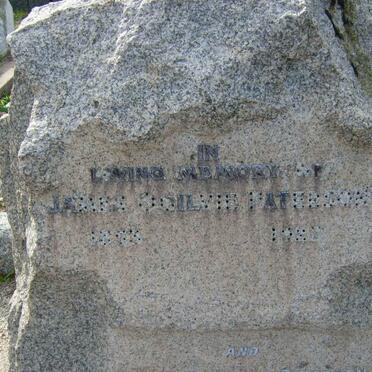 IN
LOVING MEMORY OF
JAMES OGILVIE PATERSON
AND